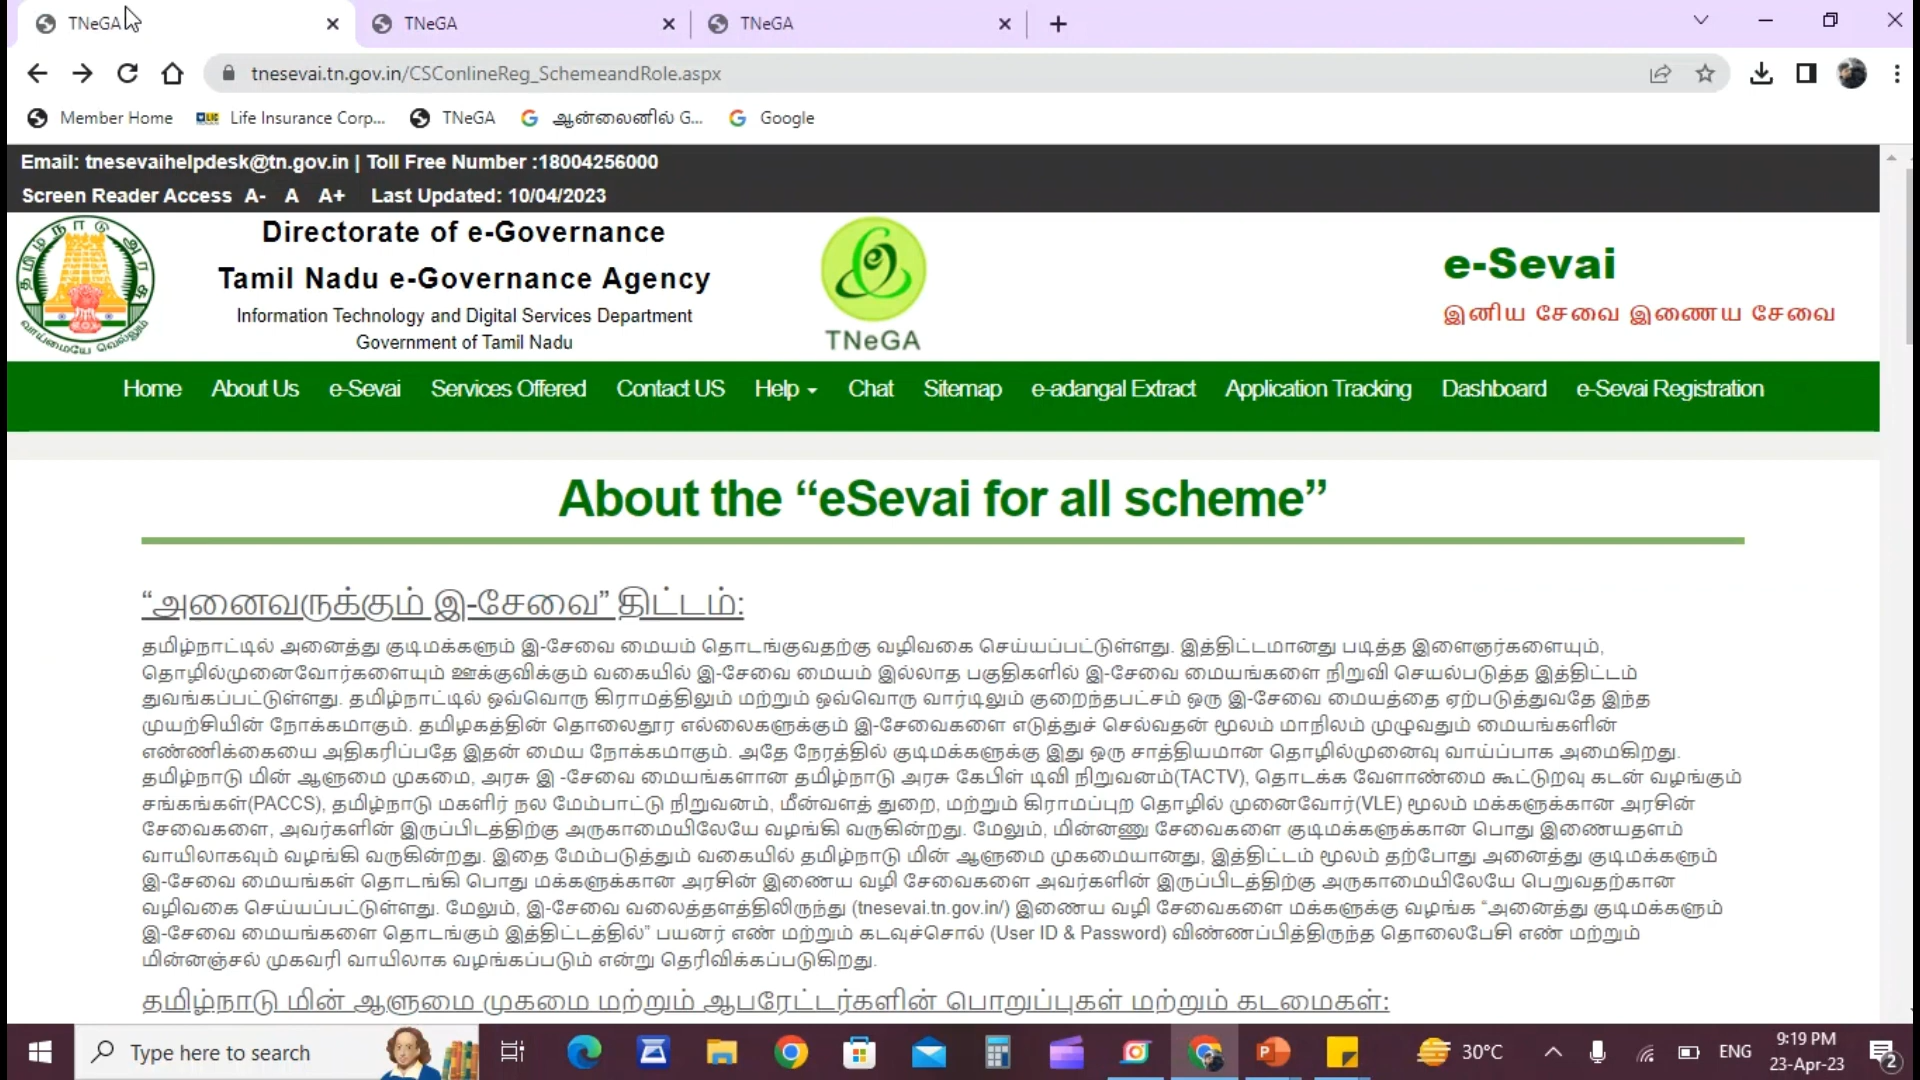 TNeGA TNeGA TNeGA
tnesevai.tn.gov.in/CSConlineReg_SchemeandRole.aspx
Member Home Life Insurance Corp... TNeGA ஆன்லைனில் G... Google
Email: tnesevaihelpdesk@tn.gov.in | Toll Free Number :18004256000
Screen Reader Access A- A A+ Last Updated: 10/04/2023
Directorate of e-Governance
Tamil Nadu e-Governance Agency
Information Technology and Digital Services Department
Government of Tamil Nadu
TNeGA
e-Sevai
இனிய சேவை இணைய சேவை
Home About Us e-Sevai Services Offered Contact US Help Chat Sitemap e-adangal Extract Application Tracking Dashboard e-Sevai Registration
About the “eSevai for all scheme”
“அனைவருக்கும் இ-சேவை” திட்டம்:
தமிழ்நாட்டில் அனைத்து குடிமக்களும் இ-சேவை மையம் தொடங்குவதற்கு வழிவகை செய்யப்பட்டுள்ளது. இத்திட்டமானது படித்த இளைஞர்களையும்,
தொழில்முனைவோர்களையும் ஊக்குவிக்கும் வகையில் இ-சேவை மையம் இல்லாத பகுதிகளில் இ-சேவை மையங்களை நிறுவி செயல்படுத்த இத்திட்டம்
துவங்கப்பட்டுள்ளது. தமிழ்நாட்டில் ஒவ்வொரு கிராமத்திலும் மற்றும் ஒவ்வொரு வார்டிலும் குறைந்தபட்சம் ஒரு இ-சேவை மையத்தை ஏற்படுத்துவதே இந்த
முயற்சியின் நோக்கமாகும். தமிழகத்தின் தொலைதூர எல்லைகளுக்கும் இ-சேவைகளை எடுத்துச் செல்வதன் மூலம் மாநிலம் முழுவதும் மையங்களின்
எண்ணிக்கையை அதிகரிப்பதே இதன் மைய நோக்கமாகும். அதே நேரத்தில் குடிமக்களுக்கு இது ஒரு சாத்தியமான தொழில்முனைவு வாய்ப்பாக அமைகிறது.
தமிழ்நாடு மின் ஆளுமை முகமை, அரசு இ -சேவை மையங்களான தமிழ்நாடு அரசு கேபிள் டிவி நிறுவனம்(TACTV), தொடக்க வேளாண்மை கூட்டுறவு கடன் வழங்கும்
சங்கங்கள்(PACCS), தமிழ்நாடு மகளிர் நல மேம்பாட்டு நிறுவனம், மீன்வளத் துறை, மற்றும் கிராமப்புற தொழில் முனைவோர்(VLE) மூலம் மக்களுக்கான அரசின்
சேவைகளை, அவர்களின் இருப்பிடத்திற்கு அருகாமையிலேயே வழங்கி வருகின்றது. மேலும், மின்னணு சேவைகளை குடிமக்களுக்கான பொது இணையதளம்
வாயிலாகவும் வழங்கி வருகின்றது. இதை மேம்படுத்தும் வகையில் தமிழ்நாடு மின் ஆளுமை முகமையானது, இத்திட்டம் மூலம் தற்போது அனைத்து குடிமக்களும்
இ-சேவை மையங்கள் தொடங்கி பொது மக்களுக்கான அரசின் இணைய வழி சேவைகளை அவர்களின் இருப்பிடத்திற்கு அருகாமையிலேயே பெறுவதற்கான
வழிவகை செய்யப்பட்டுள்ளது. மேலும், இ-சேவை வலைத்தளத்திலிருந்து (tnesevai.tn.gov.in/) இணைய வழி சேவைகளை மக்களுக்கு வழங்க “அனைத்து குடிமக்களும்
இ-சேவை மையங்களை தொடங்கும் இத்திட்டத்தில்” பயனர் எண் மற்றும் கடவுச்சொல் (User ID & Password) விண்ணப்பித்திருந்த தொலைபேசி எண் மற்றும்
மின்னஞ்சல் முகவரி வாயிலாக வழங்கப்படும் என்று தெரிவிக்கப்படுகிறது.
தமிழ்நாடு மின் ஆளுமை முகமை மற்றும் ஆபரேட்டர்களின் பொறுப்புகள் மற்றும் கடமைகள்:
Type here to search 30°C ENG 9:19 PM
23-Apr-23 2